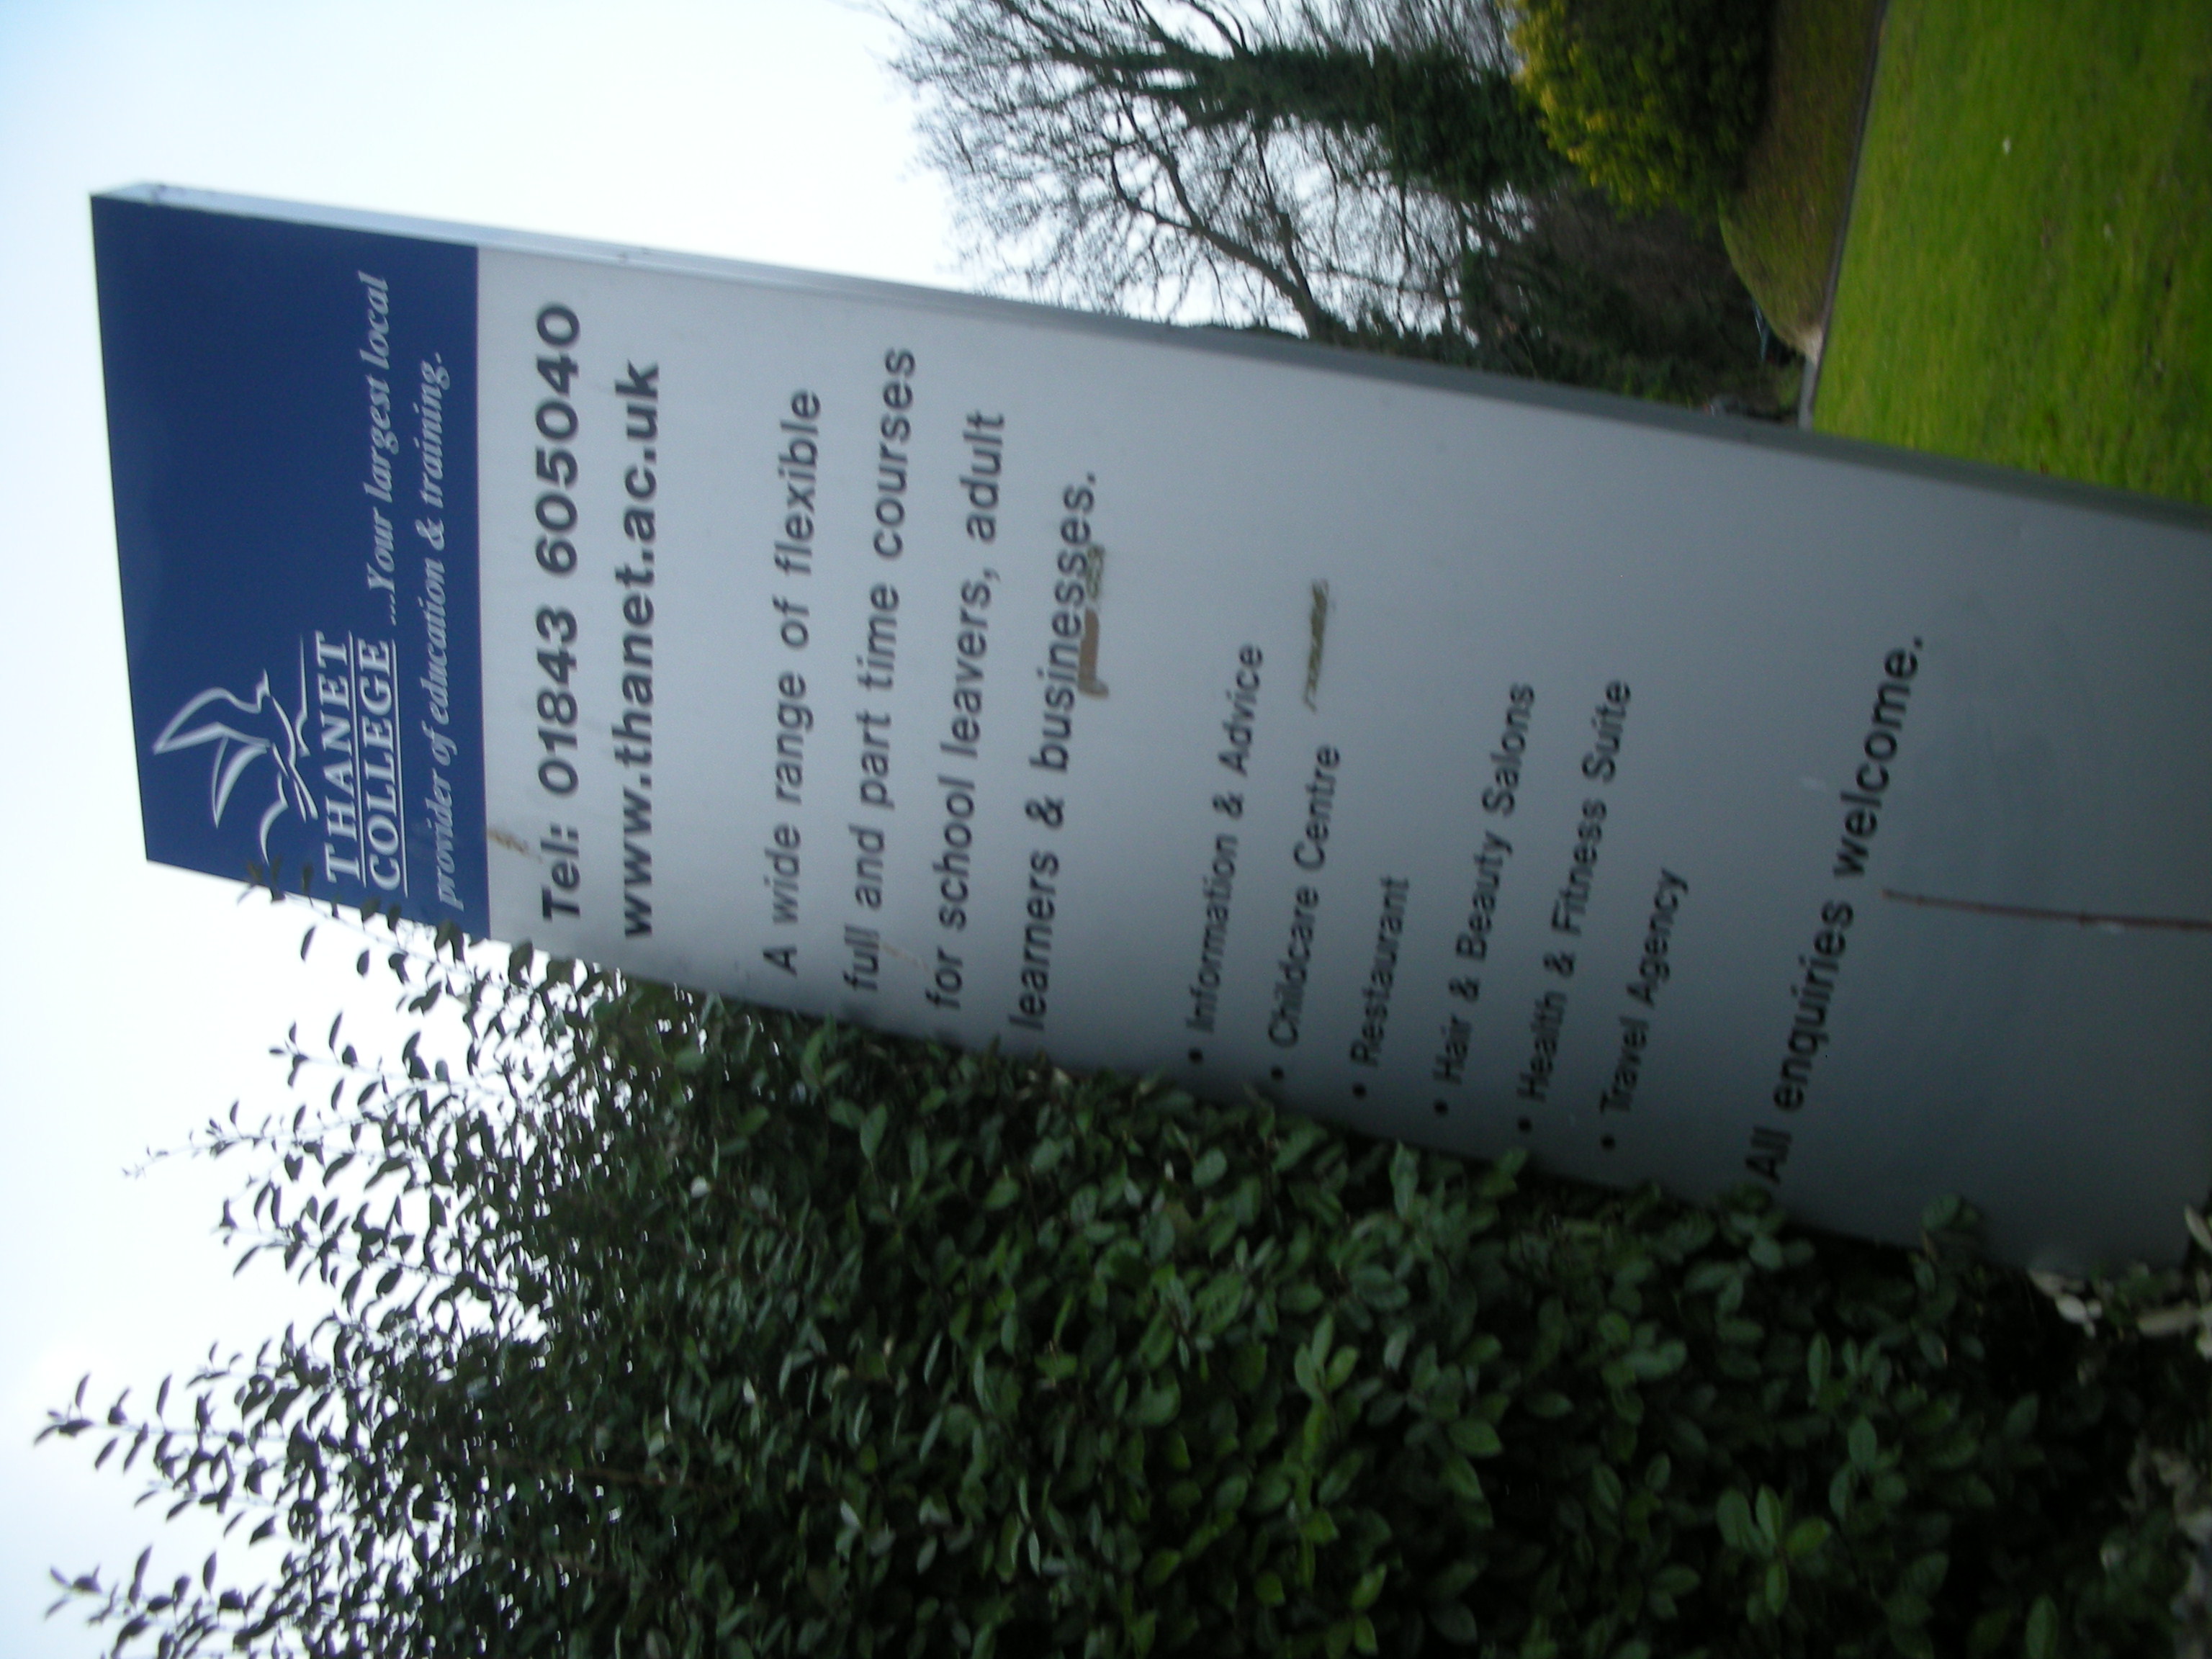 THANET
COLLEGE ....Your largest local
provider of education & training.
Tel: 01843 605040
www.thanet.ac.uk
A wide range of flexible
full and part time courses
for school leavers, adult
learners & businesses.
• Information & Advice
• Childcare Centre
• Restaurant
• Hair & Beauty Salons
• Health & Fitness Suite
• Travel Agency
All enquiries welcome.